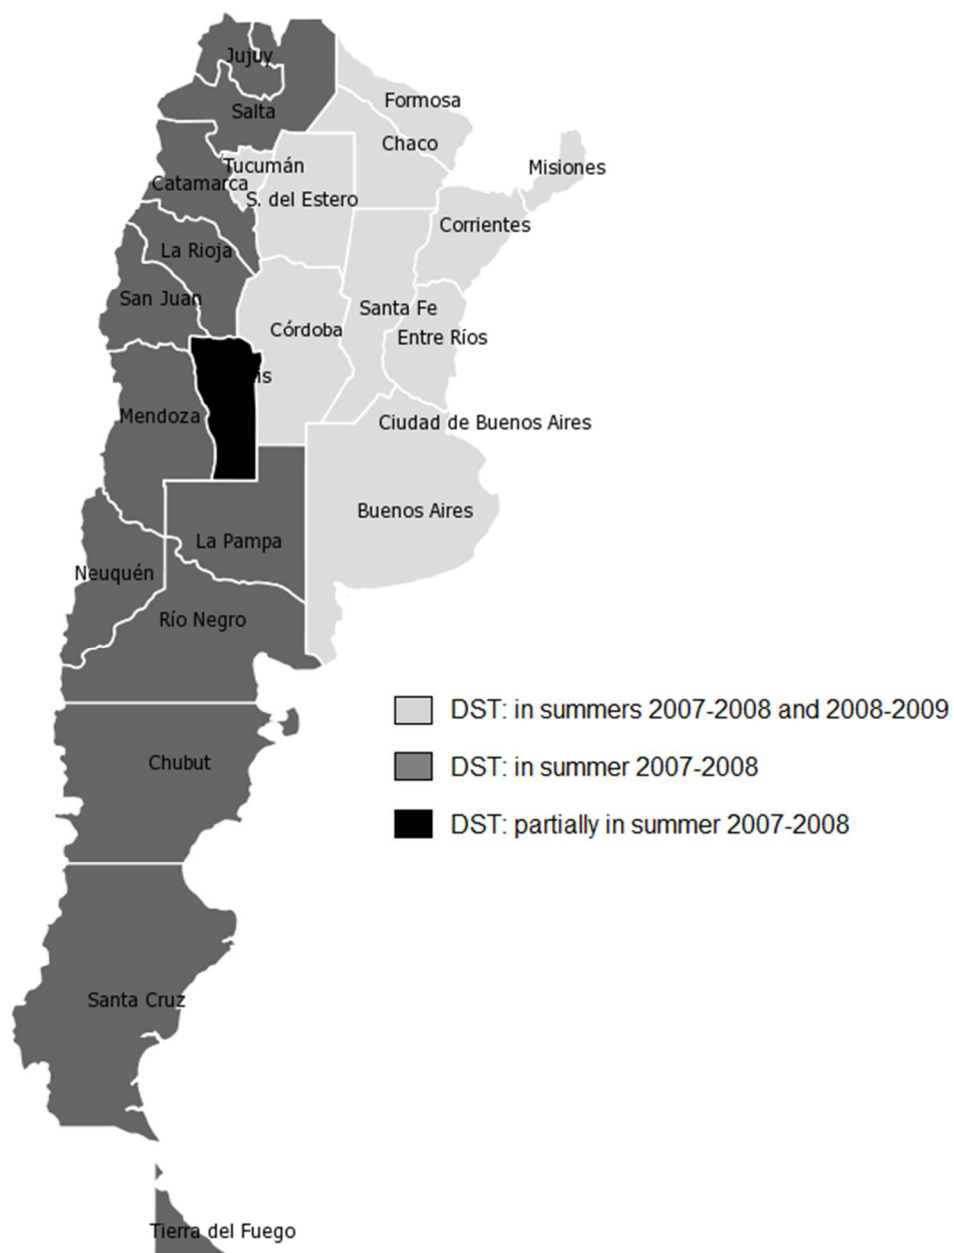 Jujuy
Formosa
Salta
Chaco
Tucumán
Misiones
Catamarca
S. del Estero
Corrientes
La Rioja
San Juan
Santa Fe
Córdoba
Entre Ríos
is
Mendoza
Ciudad de Buenos Aires
Buenos Aires
La Pampa
Neuquén
Río Negro
DST: in summers 2007-2008 and 2008-2009
Chubut
DST: in summer 2007-2008
DST: partially in summer 2007-2008
Santa Cruz
Tierra del Fuego